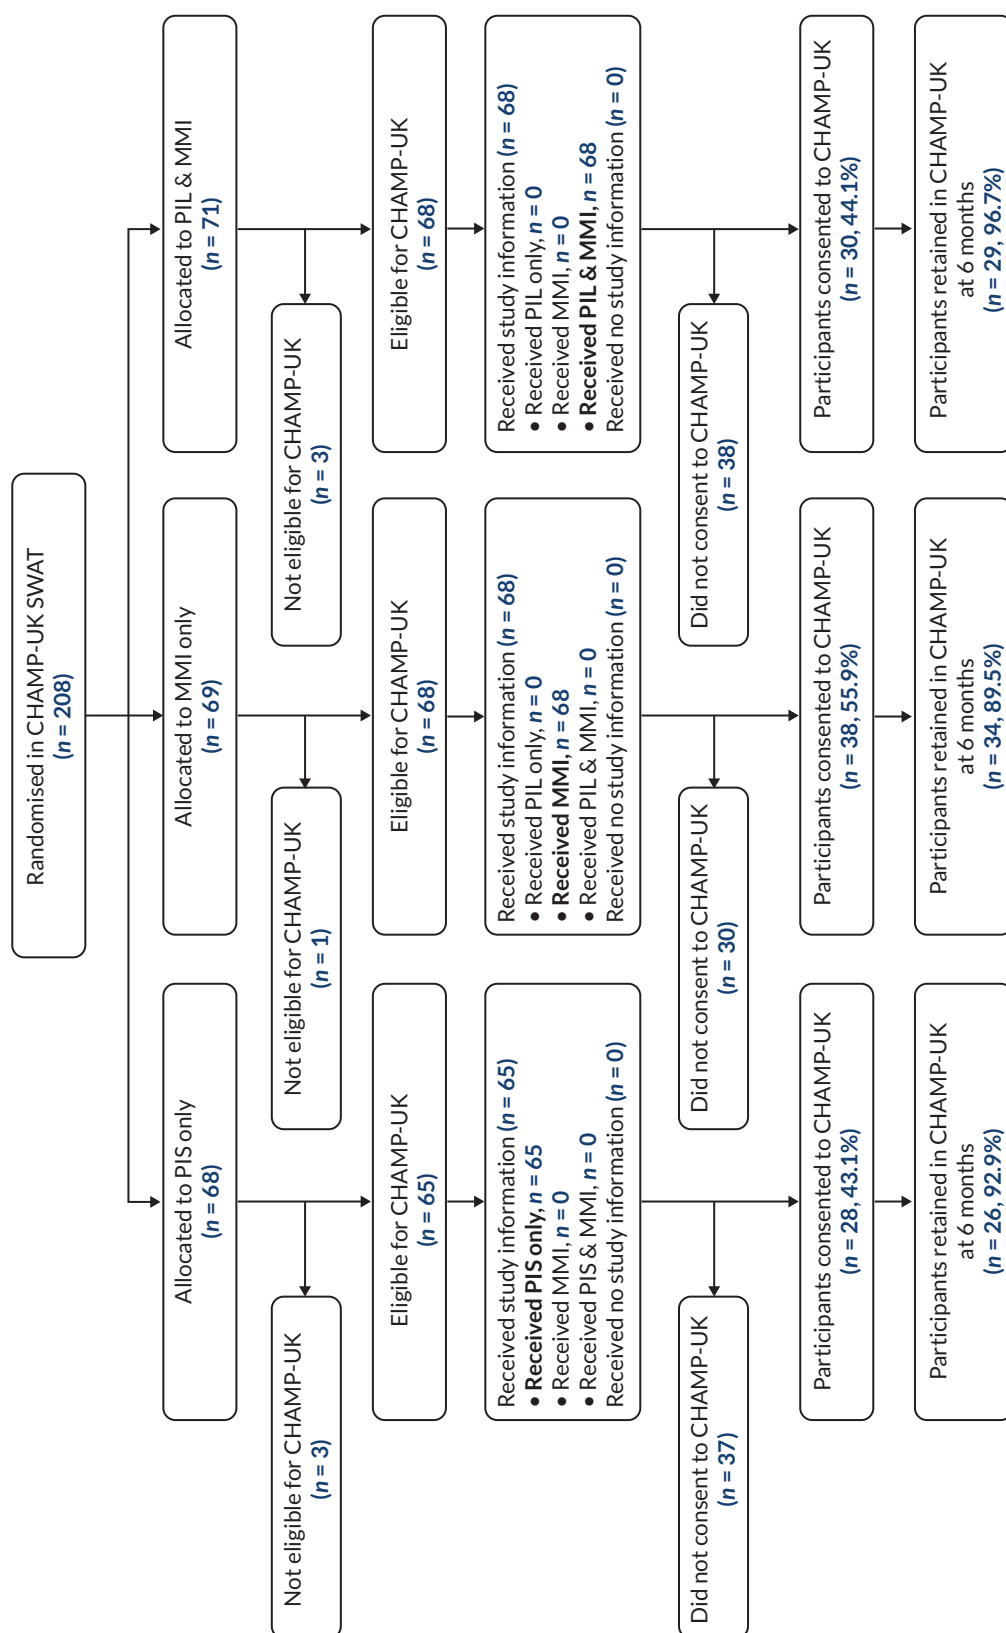 Randomised in CHAMP-UK SWAT
(n = 208)
Allocated to PIS only
(n = 68)
Allocated to MMI only
(n = 69)
Allocated to PIL & MMI
(n = 71)
Not eligible for CHAMP-UK
(n = 3)
Not eligible for CHAMP-UK
(n = 1)
Not eligible for CHAMP-UK
(n = 3)
Eligible for CHAMP-UK
(n = 65)
Eligible for CHAMP-UK
(n = 68)
Eligible for CHAMP-UK
(n = 68)
Received study information (n = 65)
• Received PIS only, n = 65
• Received MMI, n = 0
• Received PIS & MMI, n = 0
Received no study information (n = 0)
Received study information (n = 68)
• Received PIL only, n = 0
• Received MMI, n = 68
• Received PIL & MMI, n = 0
Received no study information (n = 0)
Received study information (n = 68)
• Received PIL only, n = 0
• Received MMI, n = 0
• Received PIL & MMI, n = 68
Received no study information (n = 0)
Did not consent to CHAMP-UK
(n = 37)
Did not consent to CHAMP-UK
(n = 30)
Did not consent to CHAMP-UK
(n = 38)
Participants consented to CHAMP-UK
(n = 28, 43.1%)
Participants consented to CHAMP-UK
(n = 38, 55.9%)
Participants consented to CHAMP-UK
(n = 30, 44.1%)
Participants retained in CHAMP-UK
at 6 months
(n = 26, 92.9%)
Participants retained in CHAMP-UK
at 6 months
(n = 34, 89.5%)
Participants retained in CHAMP-UK
at 6 months
(n = 29, 96.7%)